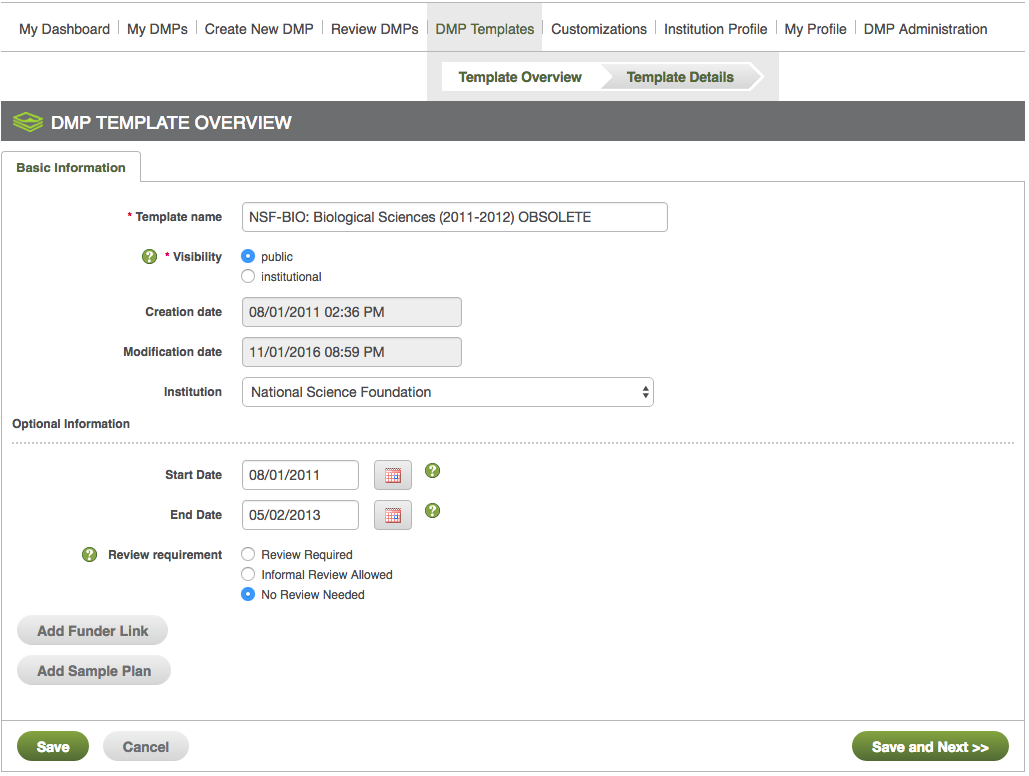 My Dashboard My DMPs Create New DMP Review DMPs DMP Templates Customizations Institution Profile My Profile DMP Administration
Template Overview Template Details
DMP TEMPLATE OVERVIEW
Basic Information
* Template name NSF-BIO: Biological Sciences (2011-2012) OBSOLETE
? * Visibility public
institutional
Creation date 08/01/2011 02:36 PM
Modification date 11/01/2016 08:59 PM
Institution National Science Foundation
Optional Information
Start Date 08/01/2011 ?
End Date 05/02/2013 ?
? Review requirement Review Required
Informal Review Allowed
No Review Needed
Add Funder Link
Add Sample Plan
Save Cancel Save and Next >>